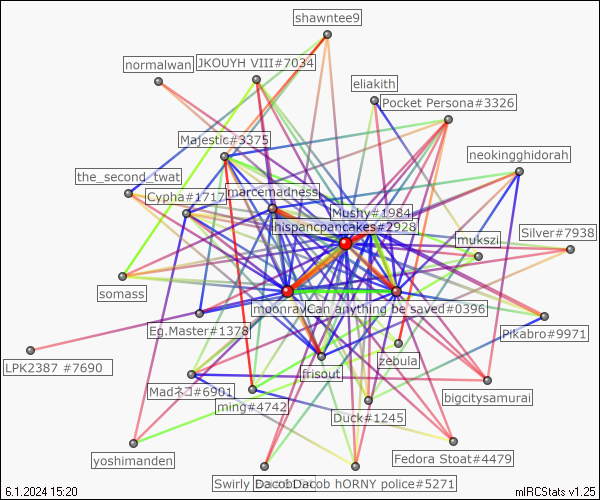 shawntee9
JKOUYH VIII#7034
normalwan
eliakith
Pocket Persona#3326
Majestic#3375
neokingghidorah
the_second_twat
marcemadness
Cypha#1717
Mushy#1984
hispancpancakes#2928
Silver#7938
mukszi
somass
moonrav
Can anything be saved#0396
Eg.Master#1378
Pikabro#9971
zebula
LPK2387 #7690
frisout
Madネコ#6901
bigcitysamurai
ming#4742
Duck#1245
yoshimanden
Fedora Stoat#4479
Swirly
Dacob hORNY police#5271
6.1.2024 15:20
mIRCStats v1.25